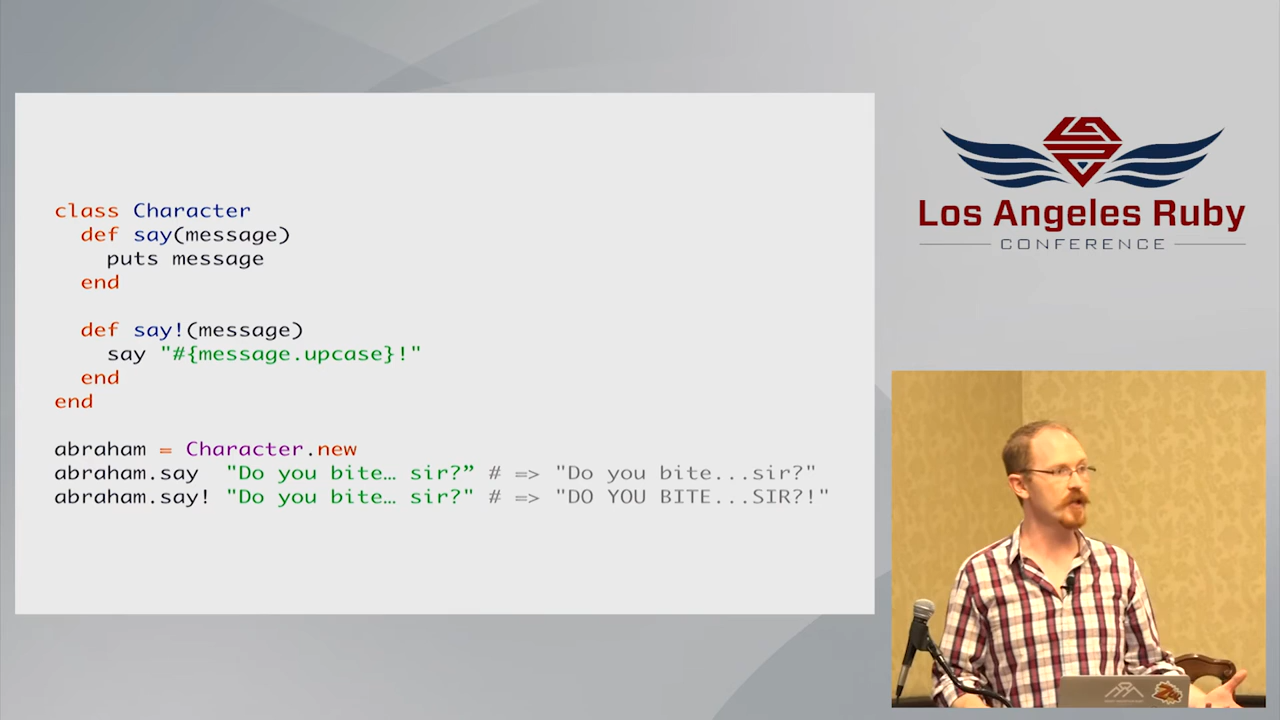 class Character
def say(message)
puts message
end
def say!(message)
say "#{message.upcase}!"
end
end
abraham = Character.new
abraham.say "Do you bite… sir?” # => "Do you bite...sir?"
abraham.say! "Do you bite… sir?" # => "DO YOU BITE...SIR?!"
Los Angeles Ruby
CONFERENCE